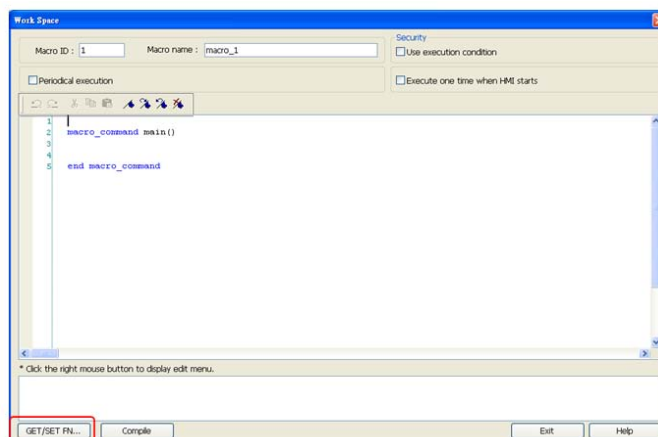 Work Space
Macro ID : 1 Macro name : macro_1
Security
Use execution condition
Periodical execution
Execute one time when HMI starts
1
2 macro_command main()
3
4
5 end macro_command
* Click the right mouse button to display edit menu.
GET/SET FN... Compile Exit Help